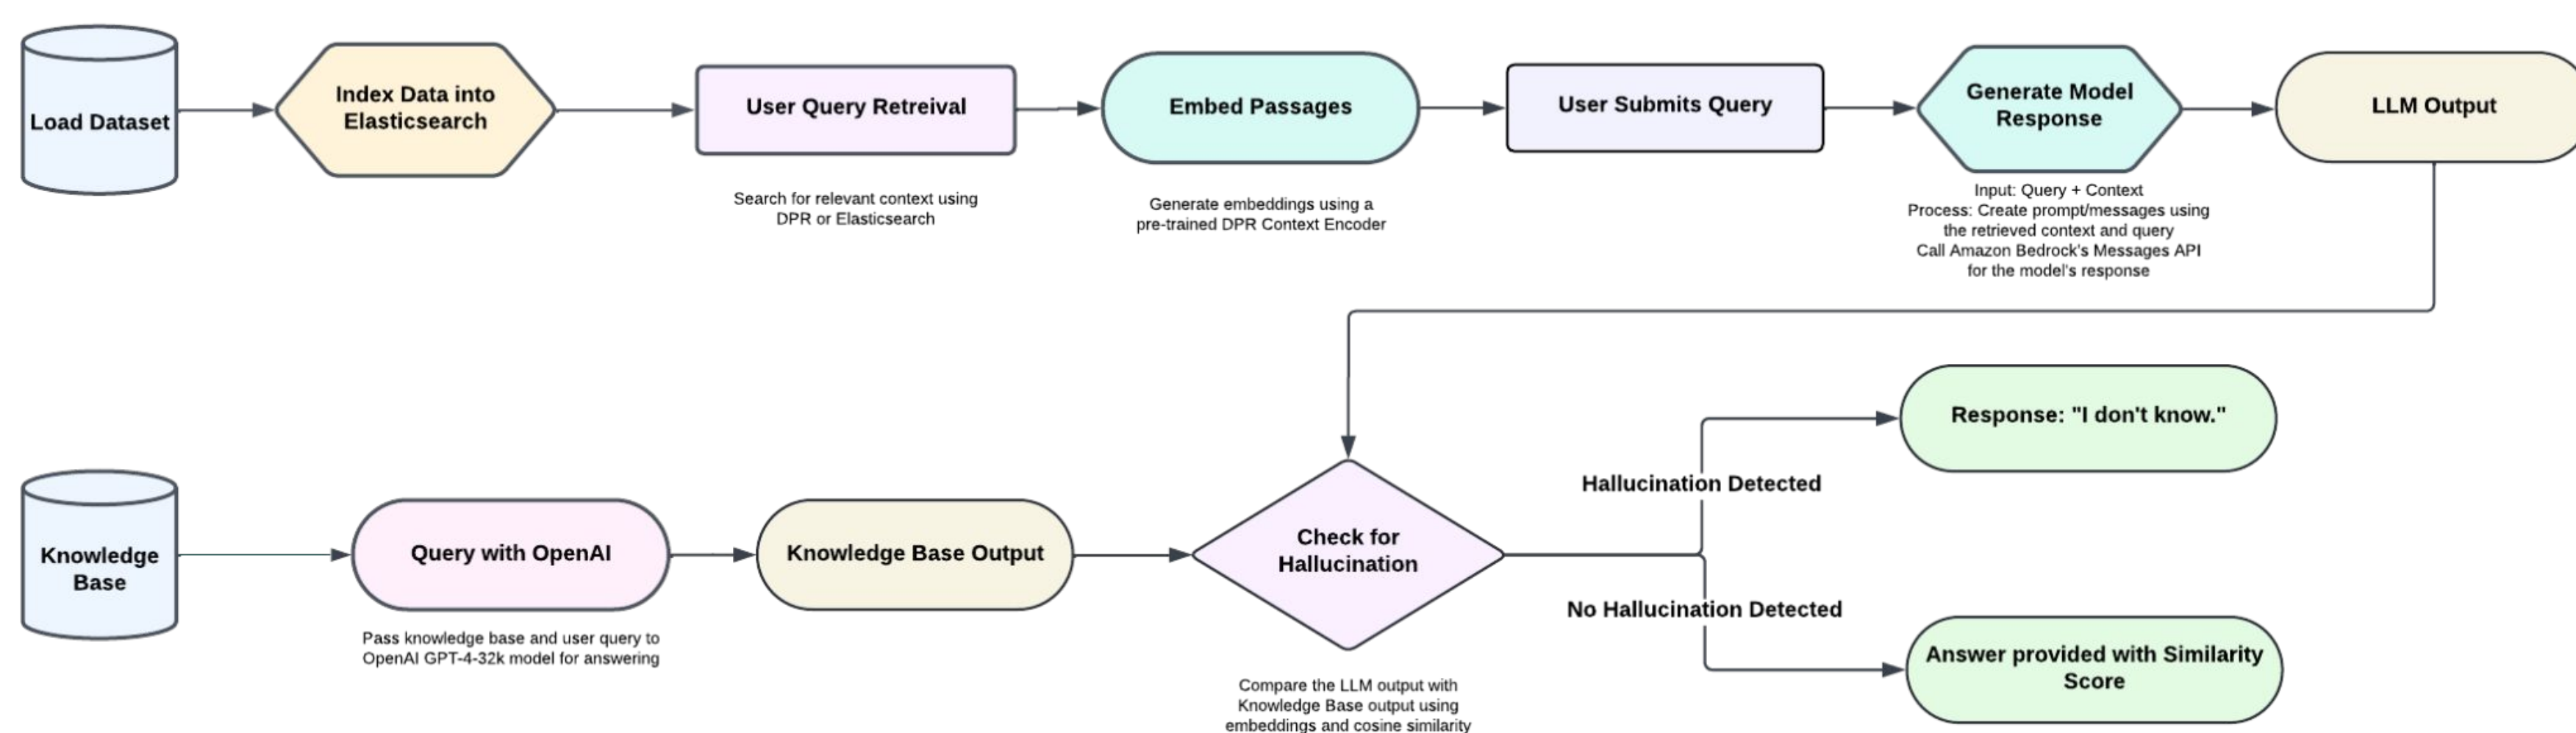 Load Dataset
Index Data into
Elasticsearch
User Query Retreival
Search for relevant context using
DPR or Elasticsearch
Embed Passages
Generate embeddings using a
pre-trained DPR Context Encoder
User Submits Query
Generate Model
Response
Input: Query + Context
Process: Create prompt/messages using
the retrieved context and query
Call Amazon Bedrock's Messages API
for the model's response
LLM Output
Knowledge
Base
Query with OpenAI
Pass knowledge base and user query to
OpenAI GPT-4-32k model for answering
Knowledge Base Output
Check for
Hallucination
Compare the LLM output with
Knowledge Base output using
embeddings and cosine similarity
Hallucination Detected
Response: "I don't know."
No Hallucination Detected
Answer provided with Similarity
Score